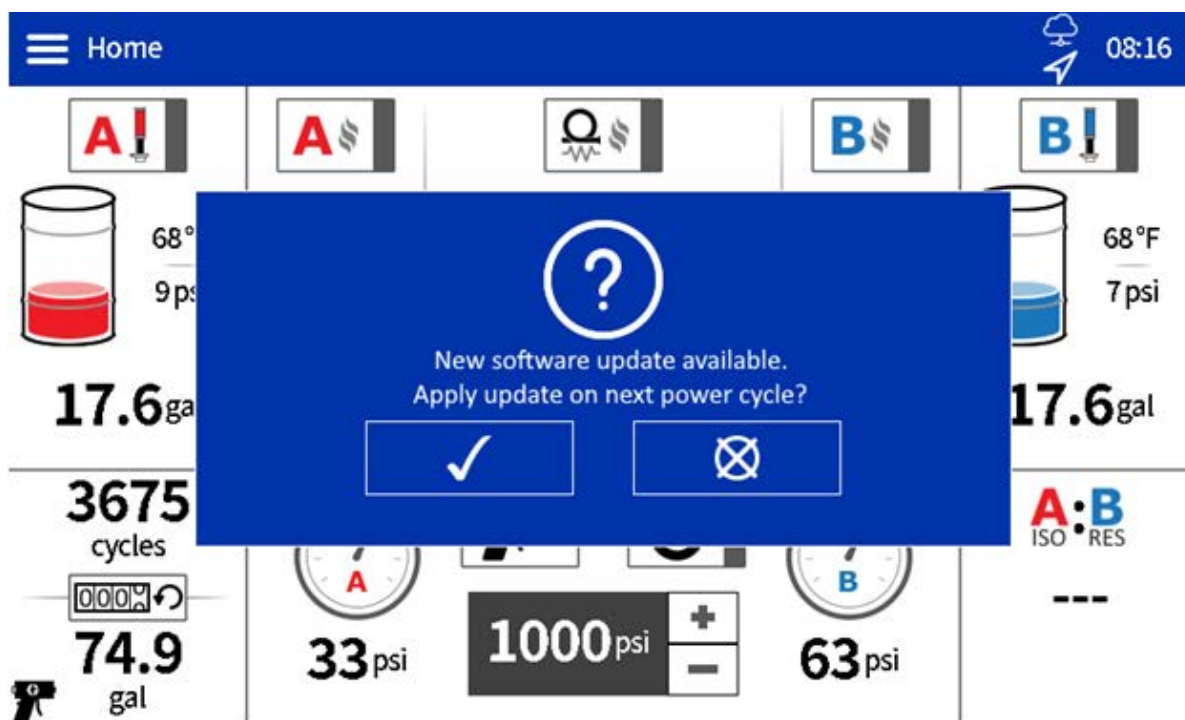 Home
08:16
A
A
B
B
68°
9 ps
68°F
7 psi
?
New software update available.
Apply update on next power cycle?
17.6 ga
17.6 gal
3675
cycles
A:B
ISO RES
A
B
---
1000 psi
+
−
33 psi
63 psi
74.9
gal